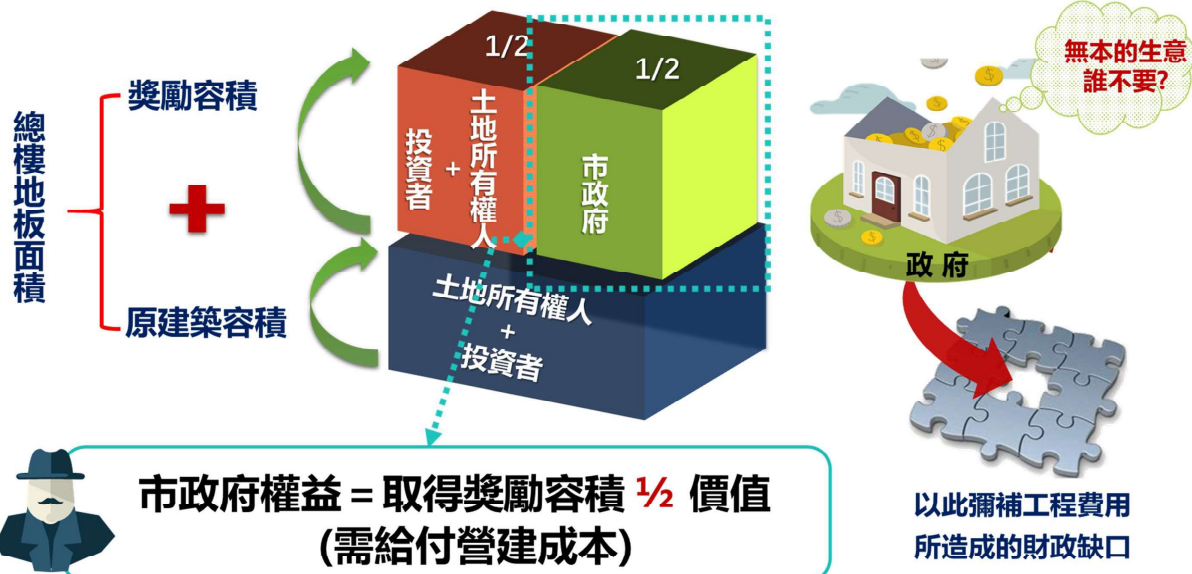 總樓地板面積
獎勵容積
原建築容積
1/2
1/2
投資者
+
土地所有權人
市政府
土地所有權人
+
投資者
無本的生意
誰不要?
政府
市政府權益 = 取得獎勵容積 ½ 價值
(需給付營建成本)
以此彌補工程費用
所造成的財政缺口